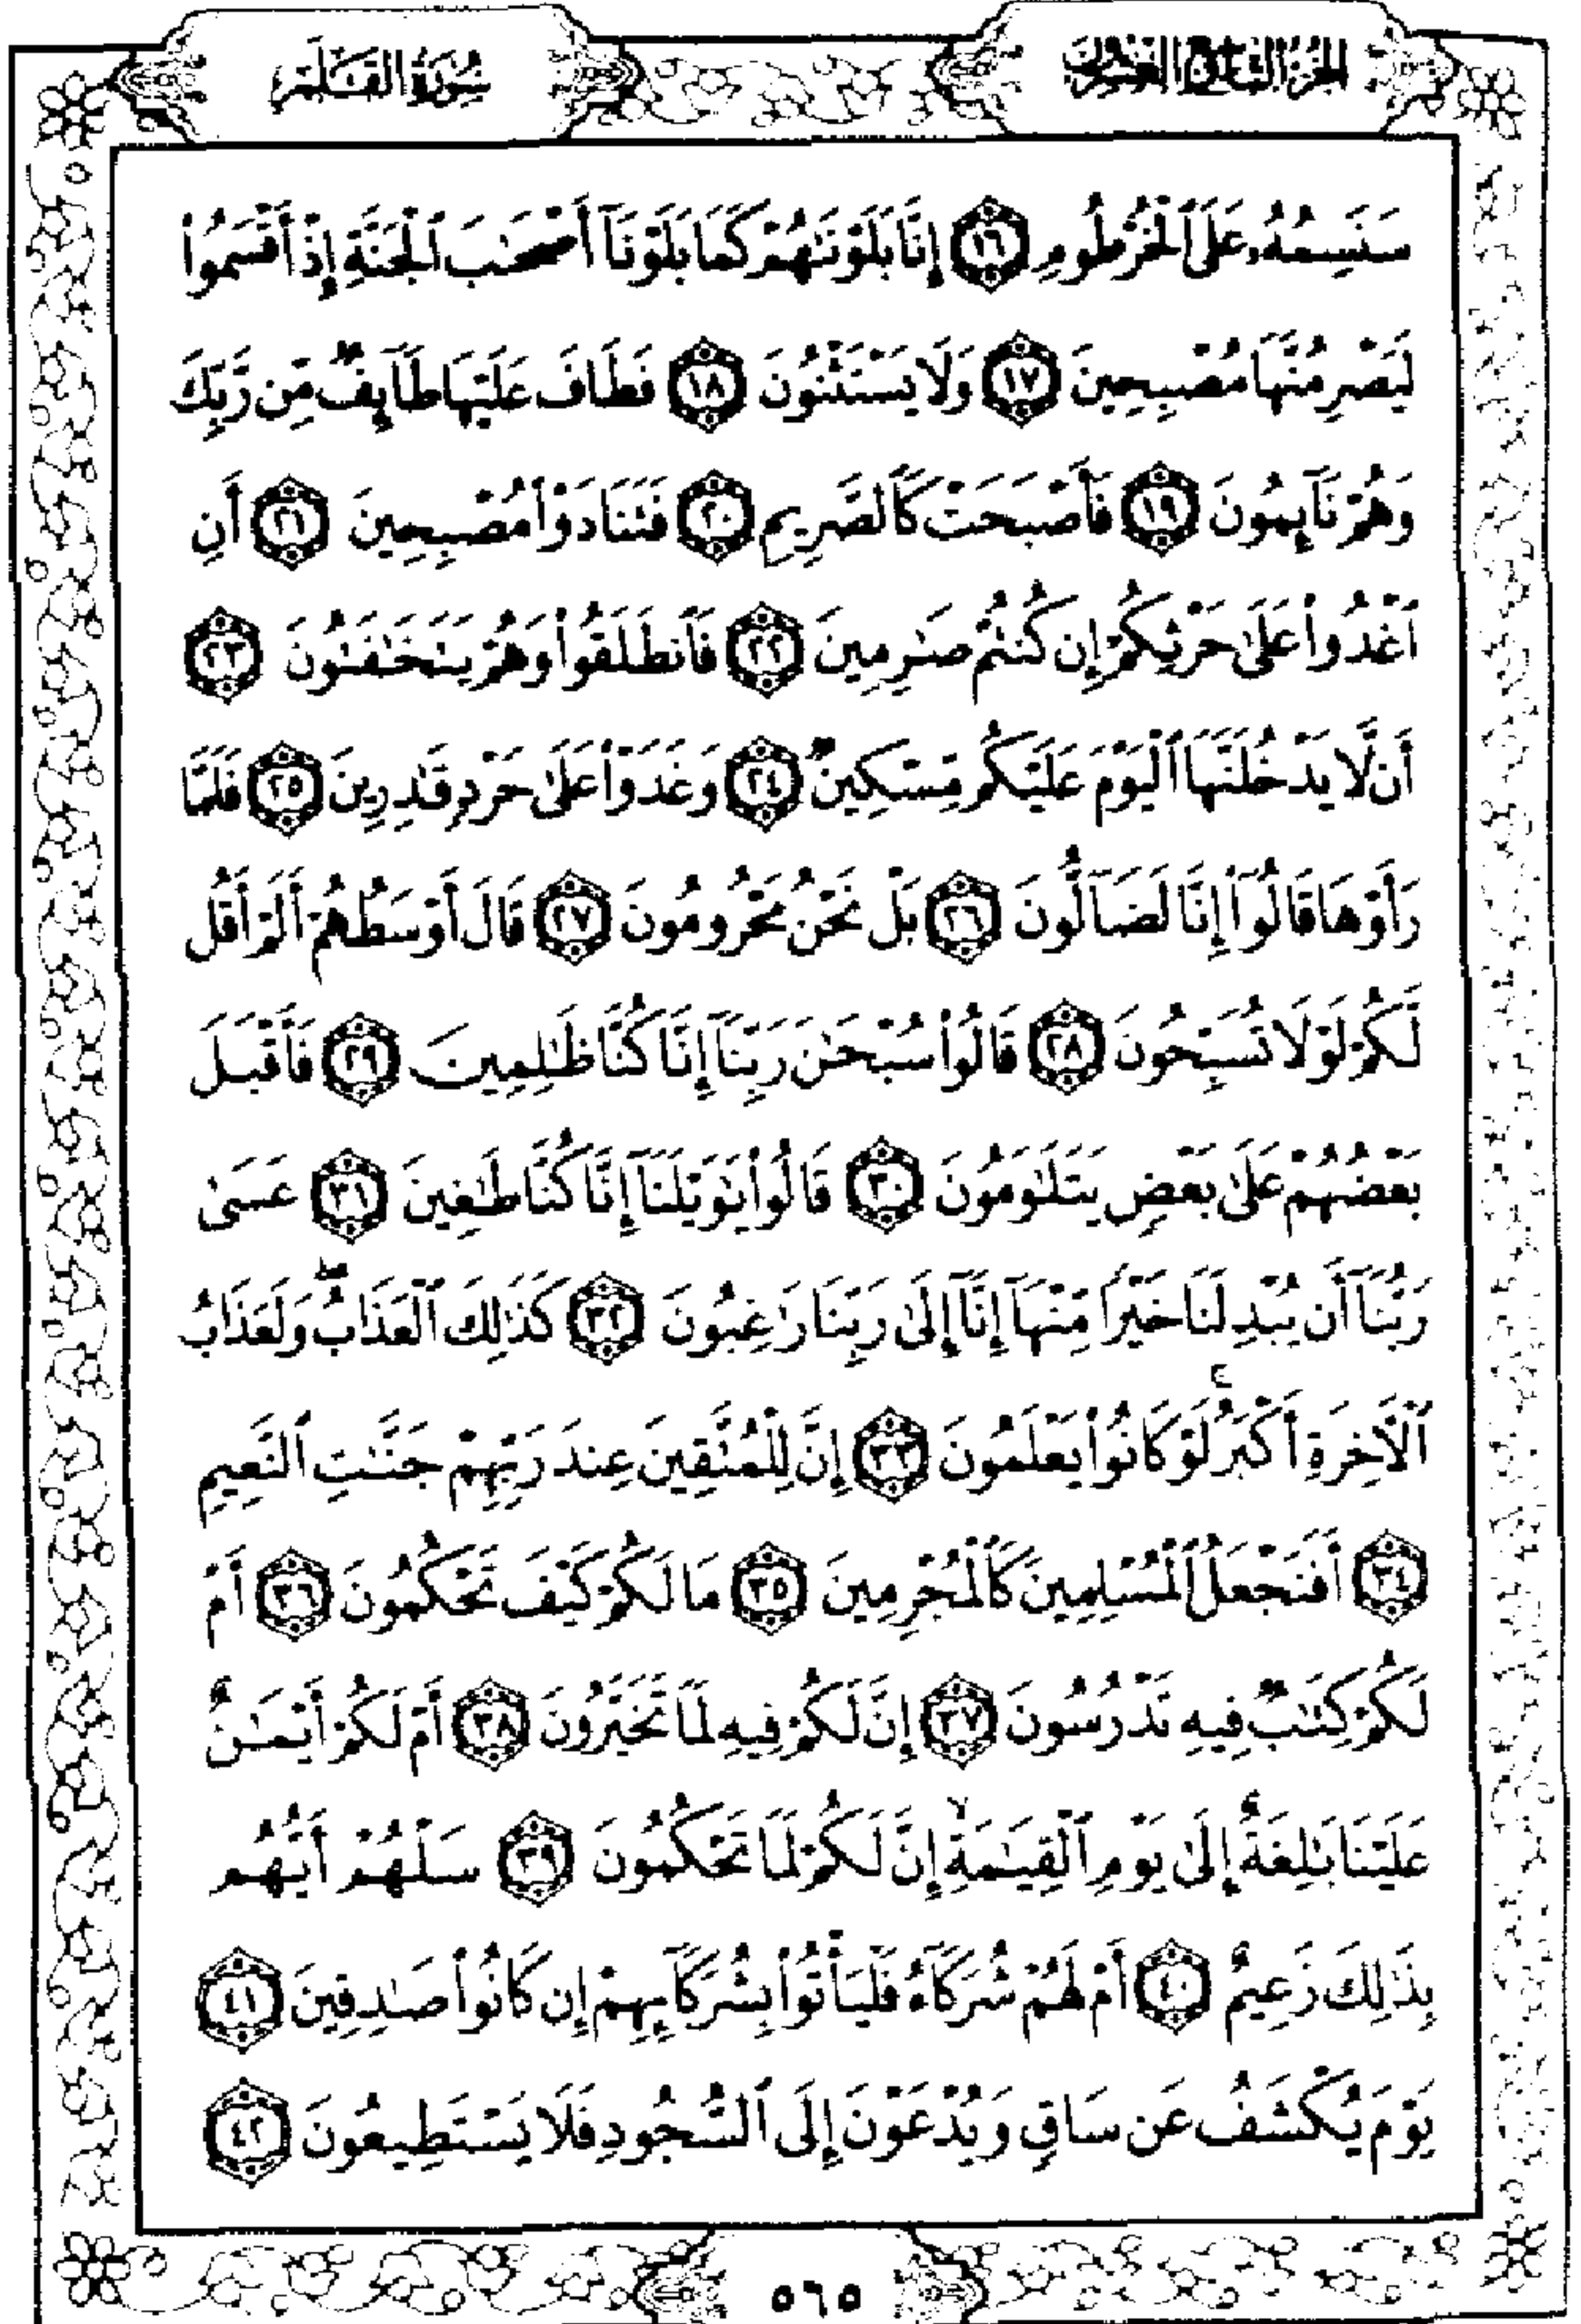 الجزء التاسع والعشرون
سورة القلم
سَنَسِمُهُۥ عَلَى ٱلْخُرْطُومِ ١٦ إِنَّا بَلَوْنَٰهُمْ كَمَا بَلَوْنَآ أَصْحَٰبَ ٱلْجَنَّةِ إِذْ أَقْسَمُوا۟
لَيَصْرِمُنَّهَا مُصْبِحِينَ ١٧ وَلَا يَسْتَثْنُونَ ١٨ فَطَافَ عَلَيْهَا طَآئِفٌ مِّن رَّبِّكَ
وَهُمْ نَآئِمُونَ ١٩ فَأَصْبَحَتْ كَٱلصَّرِيمِ ٢٠ فَتَنَادَوْا۟ مُصْبِحِينَ ٢١ أَنِ
ٱغْدُوا۟ عَلَىٰ حَرْثِكُمْ إِن كُنتُمْ صَٰرِمِينَ ٢٢ فَٱنطَلَقُوا۟ وَهُمْ يَتَخَٰفَتُونَ ٢٣
أَن لَّا يَدْخُلَنَّهَا ٱلْيَوْمَ عَلَيْكُم مِّسْكِينٌ ٢٤ وَغَدَوْا۟ عَلَىٰ حَرْدٍ قَٰدِرِينَ ٢٥ فَلَمَّا
رَأَوْهَا قَالُوٓا۟ إِنَّا لَضَآلُّونَ ٢٦ بَلْ نَحْنُ مَحْرُومُونَ ٢٧ قَالَ أَوْسَطُهُمْ أَلَمْ أَقُل
لَّكُمْ لَوْلَا تُسَبِّحُونَ ٢٨ قَالُوا۟ سُبْحَٰنَ رَبِّنَآ إِنَّا كُنَّا ظَٰلِمِينَ ٢٩ فَأَقْبَلَ
بَعْضُهُمْ عَلَىٰ بَعْضٍ يَتَلَٰوَمُونَ ٣٠ قَالُوا۟ يَٰوَيْلَنَآ إِنَّا كُنَّا طَٰغِينَ ٣١ عَسَىٰ
رَبُّنَآ أَن يُبْدِلَنَا خَيْرًا مِّنْهَآ إِنَّآ إِلَىٰ رَبِّنَا رَٰغِبُونَ ٣٢ كَذَٰلِكَ ٱلْعَذَابُ ۖ وَلَعَذَابُ
ٱلْءَاخِرَةِ أَكْبَرُ ۚ لَوْ كَانُوا۟ يَعْلَمُونَ ٣٣ إِنَّ لِلْمُتَّقِينَ عِندَ رَبِّهِمْ جَنَّٰتِ ٱلنَّعِيمِ
٣٤ أَفَنَجْعَلُ ٱلْمُسْلِمِينَ كَٱلْمُجْرِمِينَ ٣٥ مَا لَكُمْ كَيْفَ تَحْكُمُونَ ٣٦ أَمْ
لَكُمْ كِتَٰبٌ فِيهِ تَدْرُسُونَ ٣٧ إِنَّ لَكُمْ فِيهِ لَمَا تَخَيَّرُونَ ٣٨ أَمْ لَكُمْ أَيْمَٰنٌ
عَلَيْنَا بَٰلِغَةٌ إِلَىٰ يَوْمِ ٱلْقِيَٰمَةِ ۙ إِنَّ لَكُمْ لَمَا تَحْكُمُونَ ٣٩ سَلْهُمْ أَيُّهُم
بِذَٰلِكَ زَعِيمٌ ٤٠ أَمْ لَهُمْ شُرَكَآءُ فَلْيَأْتُوا۟ بِشُرَكَآئِهِمْ إِن كَانُوا۟ صَٰدِقِينَ ٤١
يَوْمَ يُكْشَفُ عَن سَاقٍ وَيُدْعَوْنَ إِلَى ٱلسُّجُودِ فَلَا يَسْتَطِيعُونَ ٤٢
٥٦٥